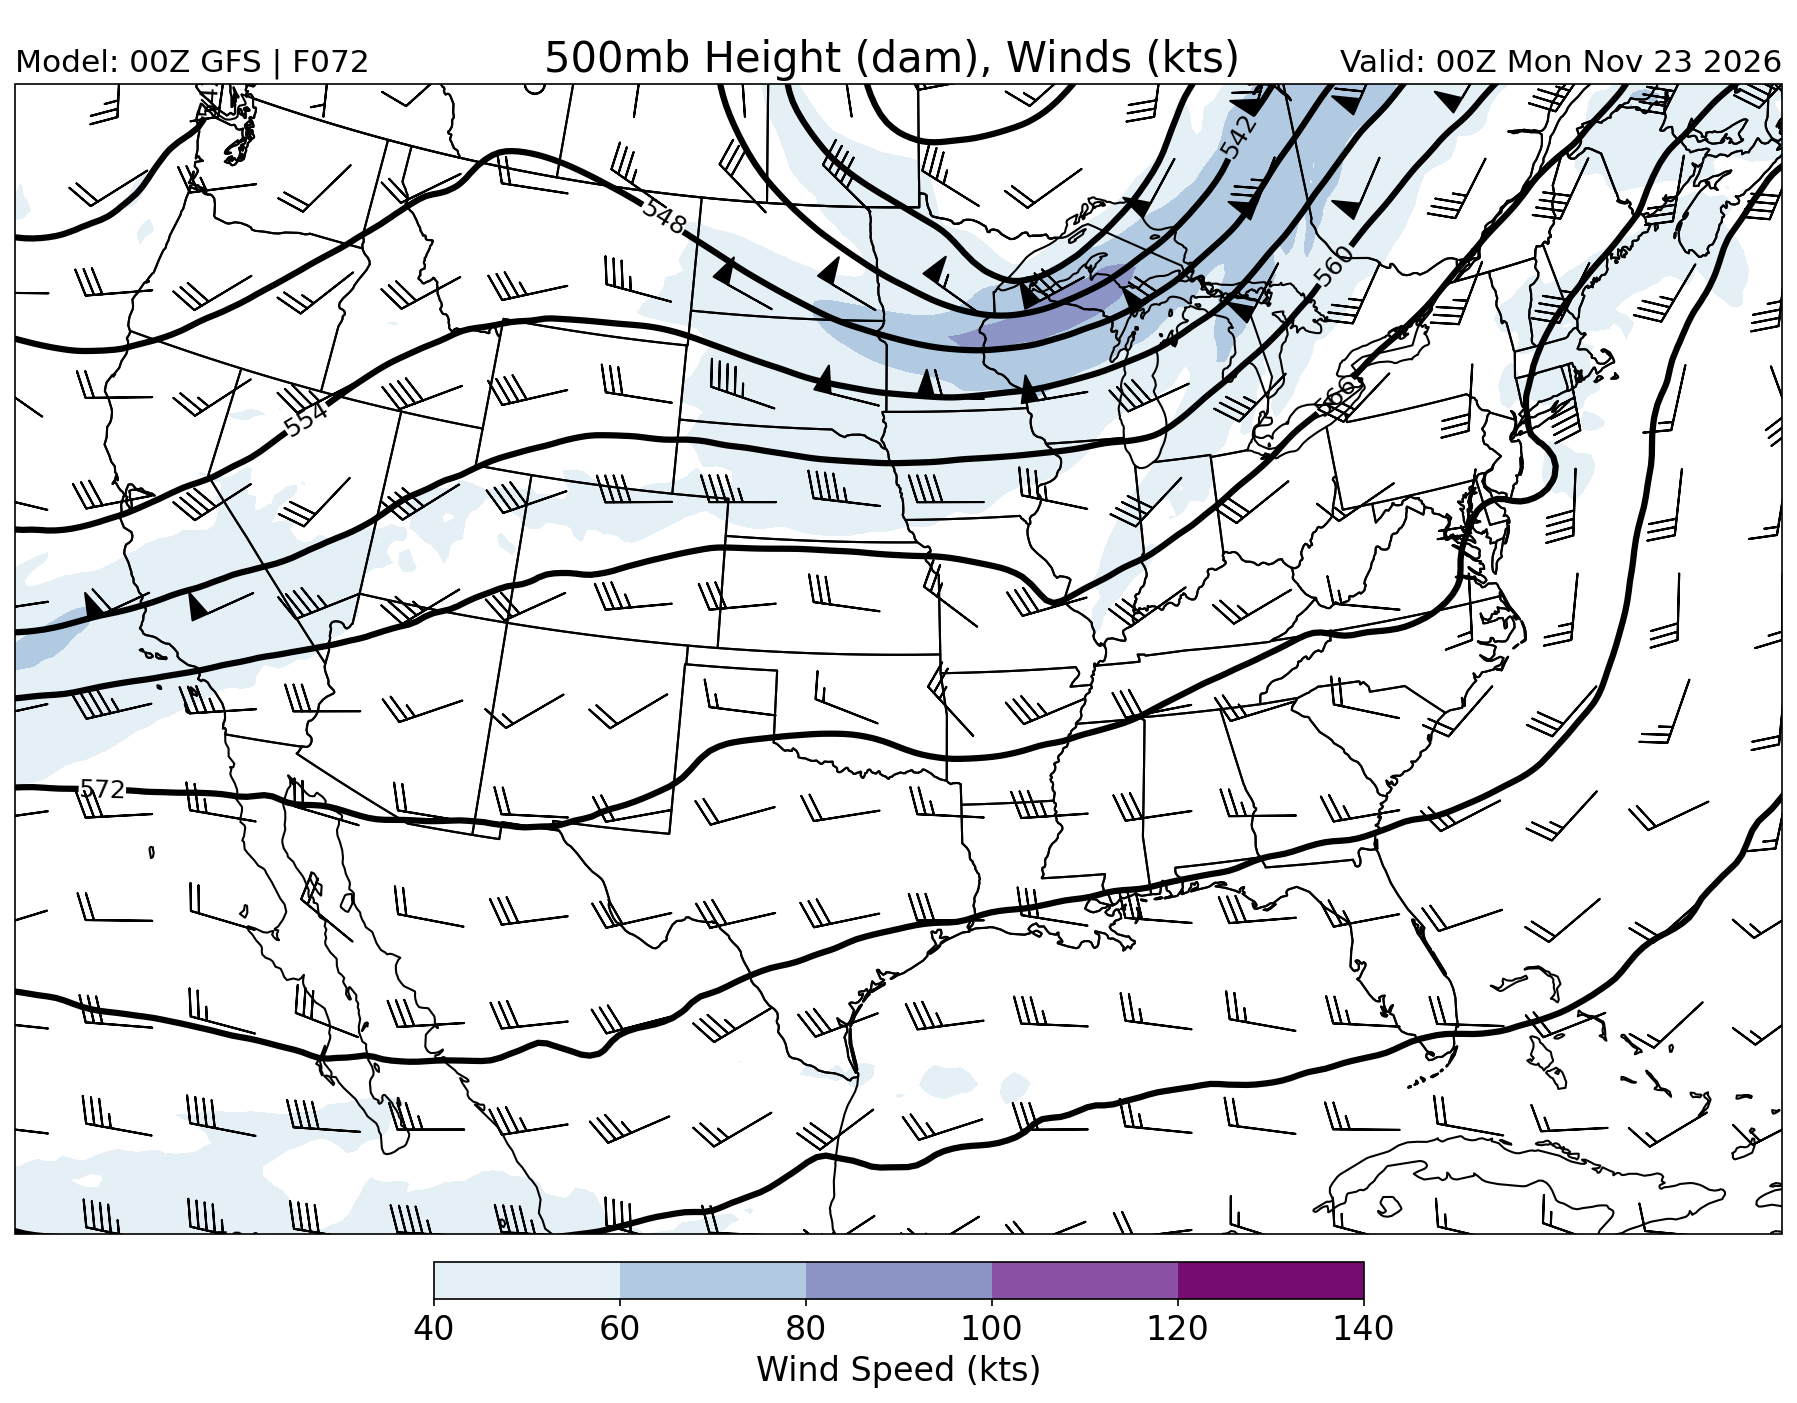 Model: 00Z GFS | F072
500mb Height (dam), Winds (kts)
Valid: 00Z Mon Nov 23 2026
542
548
560
566
554
572
40 60 80 100 120 140
Wind Speed (kts)